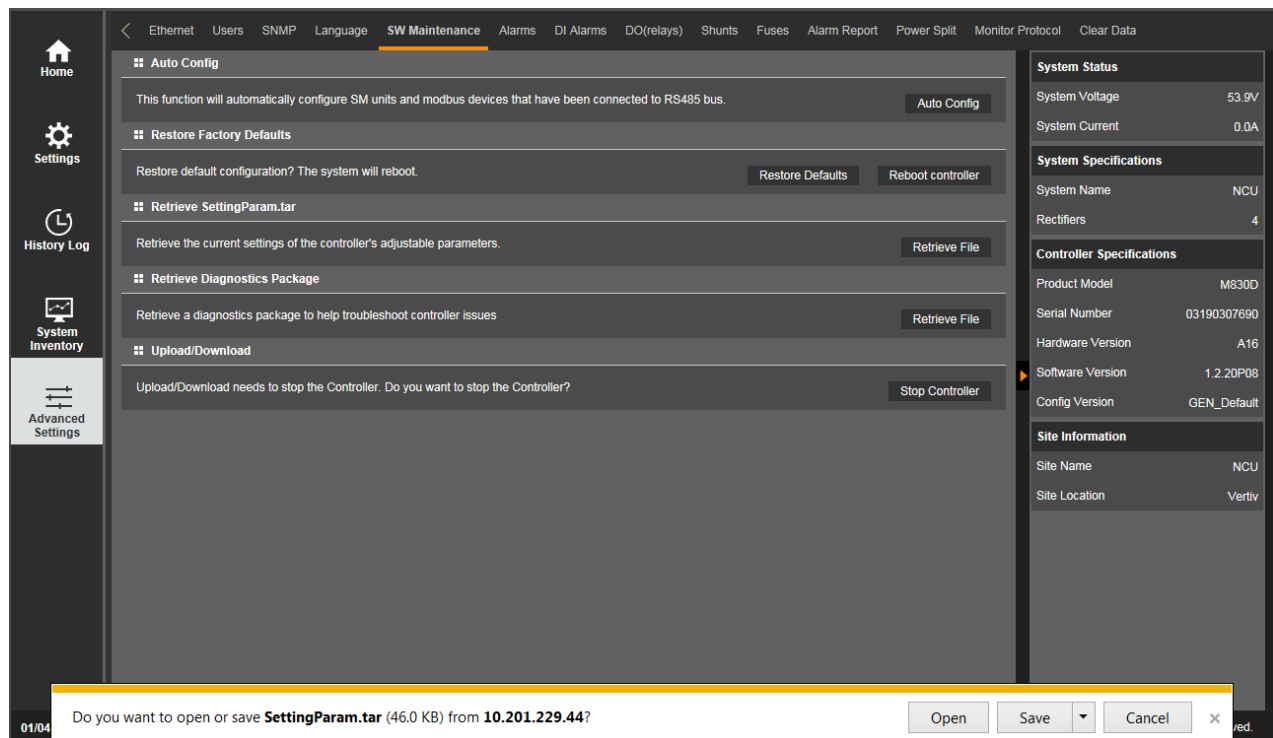 Ethernet Users SNMP Language SW Maintenance Alarms DI Alarms DO(relays) Shunts Fuses Alarm Report Power Split Monitor Protocol Clear Data
Home
Settings
History Log
System
Inventory
Advanced
Settings
Auto Config
This function will automatically configure SM units and modbus devices that have been connected to RS485 bus.
Auto Config
Restore Factory Defaults
Restore default configuration? The system will reboot.
Restore Defaults Reboot controller
Retrieve SettingParam.tar
Retrieve the current settings of the controller's adjustable parameters.
Retrieve File
Retrieve Diagnostics Package
Retrieve a diagnostics package to help troubleshoot controller issues
Retrieve File
Upload/Download
Upload/Download needs to stop the Controller. Do you want to stop the Controller?
Stop Controller
System Status
System Voltage 53.9V
System Current 0.0A
System Specifications
System Name NCU
Rectifiers 4
Controller Specifications
Product Model M830D
Serial Number 03190307690
Hardware Version A16
Software Version 1.2.20P08
Config Version GEN_Default
Site Information
Site Name NCU
Site Location Vertiv
Do you want to open or save SettingParam.tar (46.0 KB) from 10.201.229.44?
Open Save Cancel
01/04 ved.